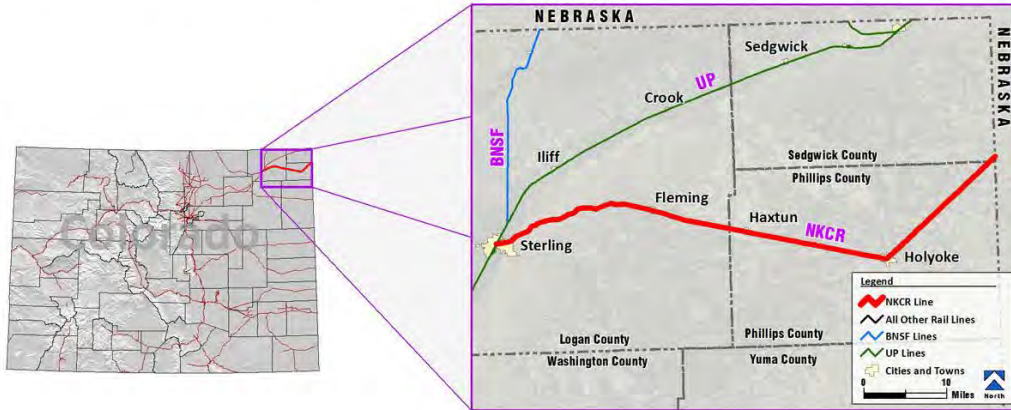 Colorado
NEBRASKA
NEBRASKA
Sedgwick
UP
Crook
BNSF
Iliff
Sedgwick County
Phillips County
Fleming
Haxtun
NKCR
Sterling
Holyoke
Logan County
Washington County
Phillips County
Yuma County
Legend
NKCR Line
All Other Rail Lines
BNSF Lines
UP Lines
Cities and Towns
0 10
Miles
North